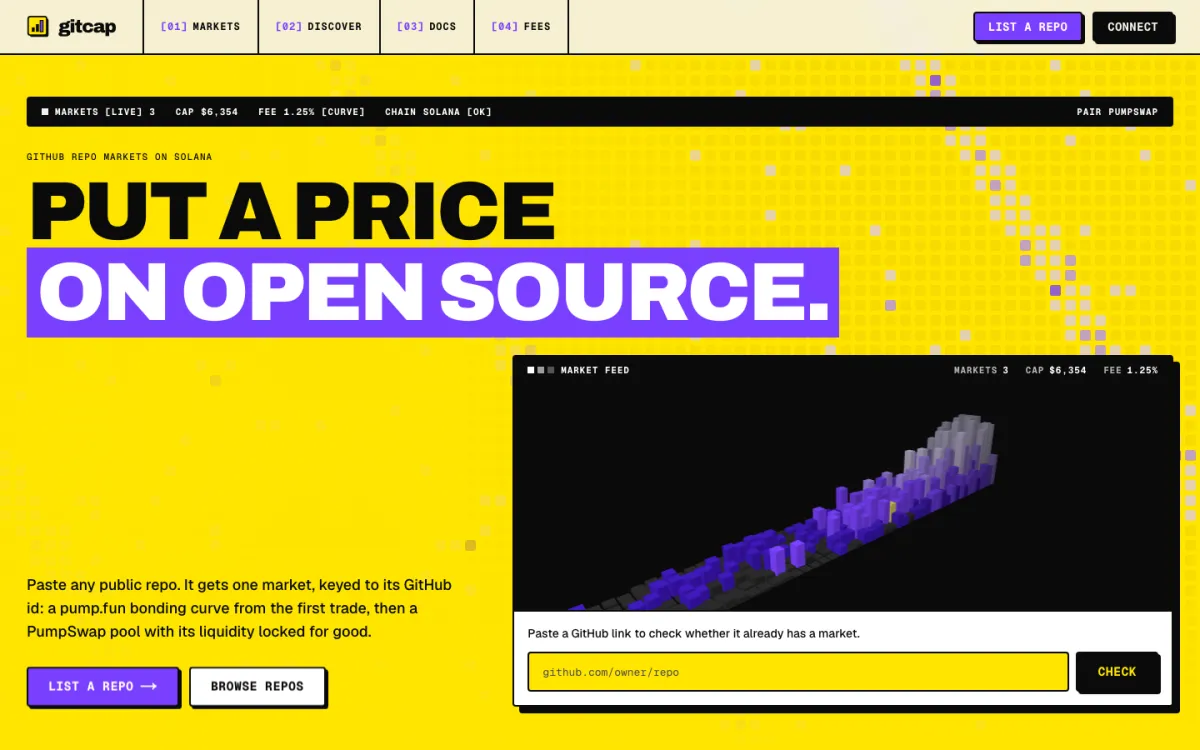 gitcap
[01] MARKETS
[02] DISCOVER
[03] DOCS
[04] FEES
LIST A REPO
CONNECT
MARKETS [LIVE] 3 CAP $6,354 FEE 1.25% [CURVE] CHAIN SOLANA [OK] PAIR PUMPSWAP
GITHUB REPO MARKETS ON SOLANA
PUT A PRICE
ON OPEN SOURCE.
MARKET FEED MARKETS 3 CAP $6,354 FEE 1.25%
Paste any public repo. It gets one market, keyed to its GitHub
id: a pump.fun bonding curve from the first trade, then a
PumpSwap pool with its liquidity locked for good.
LIST A REPO →
BROWSE REPOS
Paste a GitHub link to check whether it already has a market.
github.com/owner/repo
CHECK